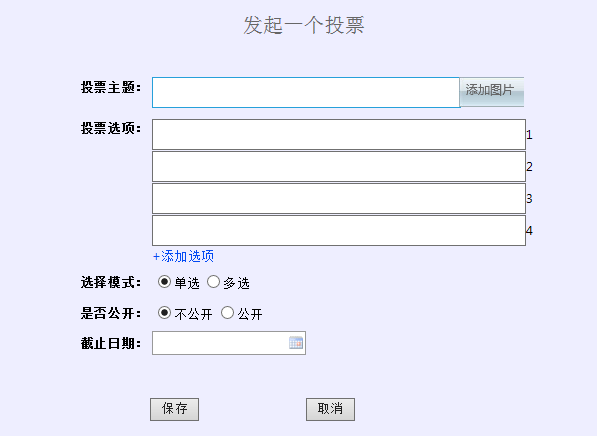 发起一个投票
投票主题： 添加图片
投票选项： 1
2
3
4
+添加选项
选择模式： 单选 多选
是否公开： 不公开 公开
截止日期：
保存 取消